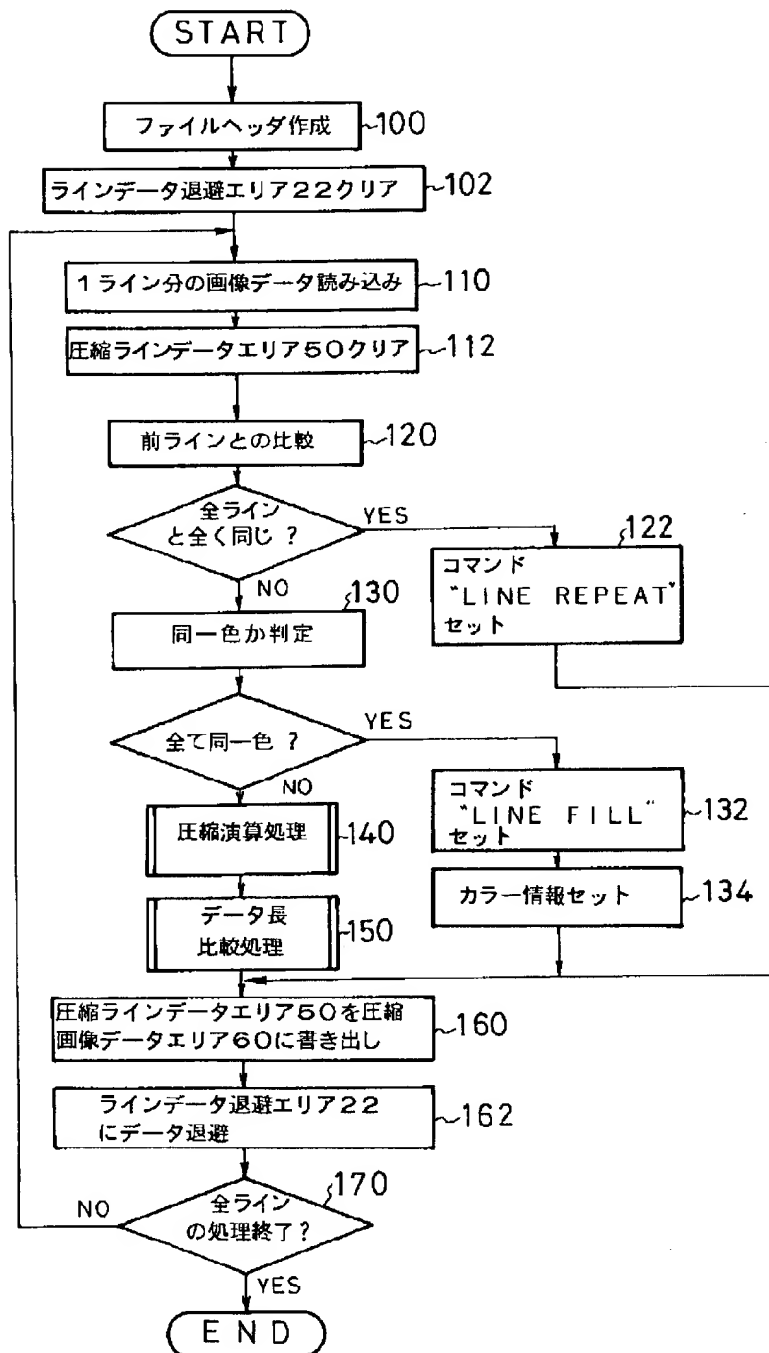 START
ファイルヘッダ作成
100
ラインデータ退避エリア22クリア
102
1ライン分の画像データ読み込み
110
圧縮ラインデータエリア50クリア
112
前ラインとの比較
120
全ライン
と全く同じ?
YES
NO
122
コマンド
"LINE REPEAT"
セット
130
同一色か判定
全て同一色?
YES
NO
コマンド
"LINE FILL"
セット
132
圧縮演算処理
140
カラー情報セット
134
データ長
比較処理
150
圧縮ラインデータエリア50を圧縮
画像データエリア60に書き出し
160
ラインデータ退避エリア22
にデータ退避
162
170
全ライン
の処理終了?
NO
YES
END